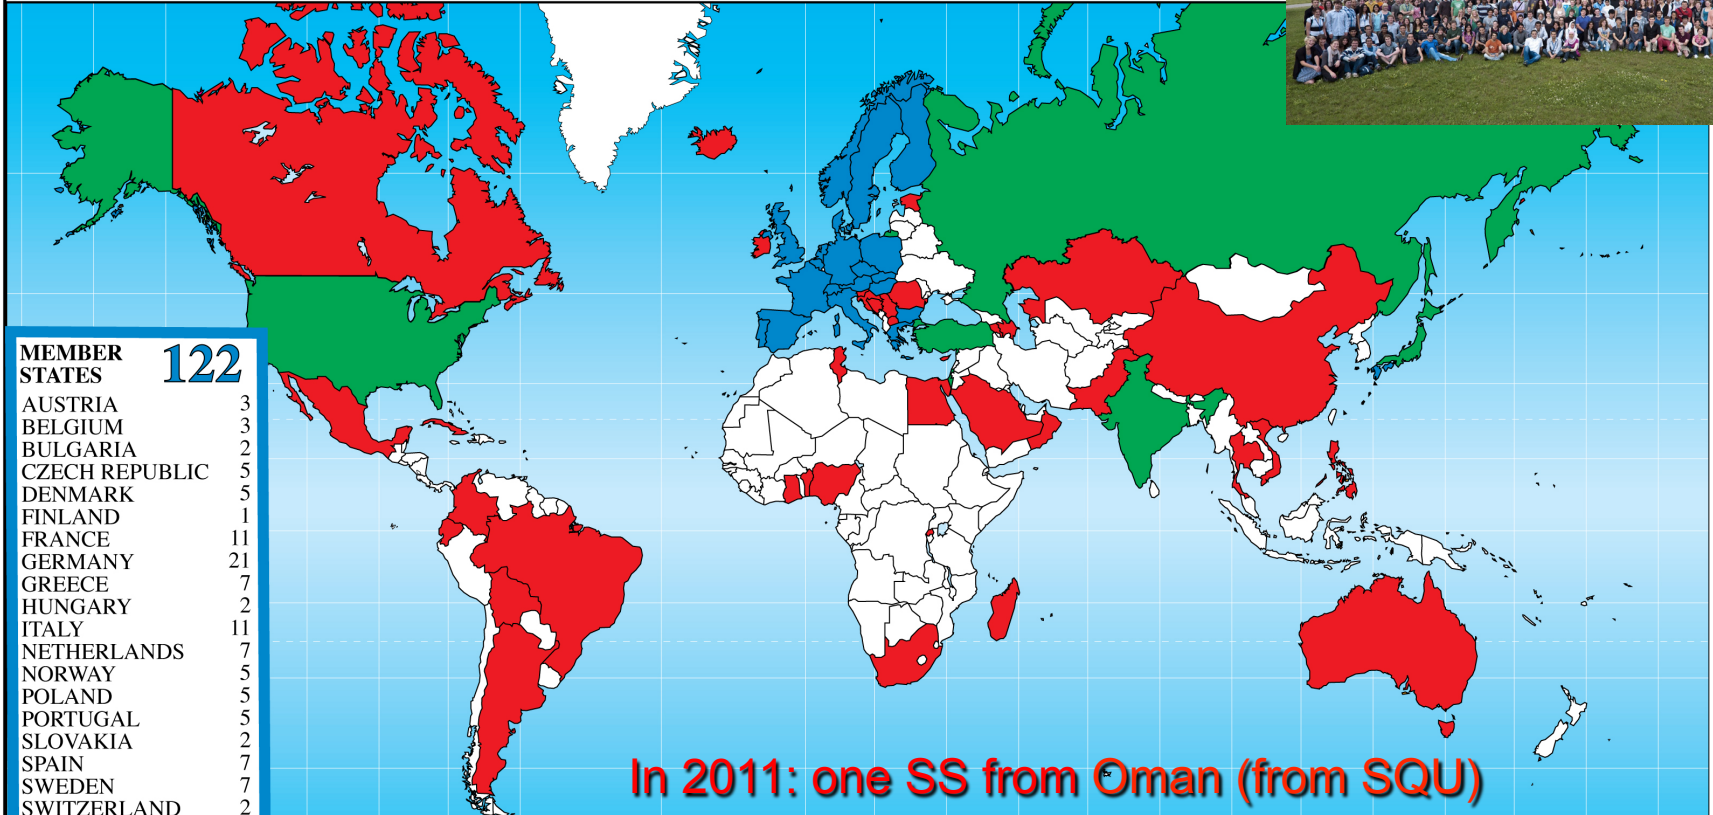 MEMBER STATES 122
AUSTRIA 3
BELGIUM 3
BULGARIA 2
CZECH REPUBLIC 5
DENMARK 5
FINLAND 1
FRANCE 11
GERMANY 21
GREECE 7
HUNGARY 2
ITALY 11
NETHERLANDS 7
NORWAY 5
POLAND 5
PORTUGAL 5
SLOVAKIA 2
SPAIN 7
SWEDEN 7
SWITZERLAND 2
In 2011: one SS from Oman (from SQU)